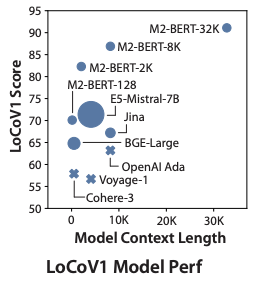 95
90
85
80
75
70
65
60
55
50
LoCoV1 Score
M2-BERT-32K
M2-BERT-8K
M2-BERT-2K
M2-BERT-128
E5-Mistral-7B
Jina
BGE-Large
OpenAI Ada
Voyage-1
Cohere-3
0 10K 20K 30K
Model Context Length
LoCoV1 Model Perf